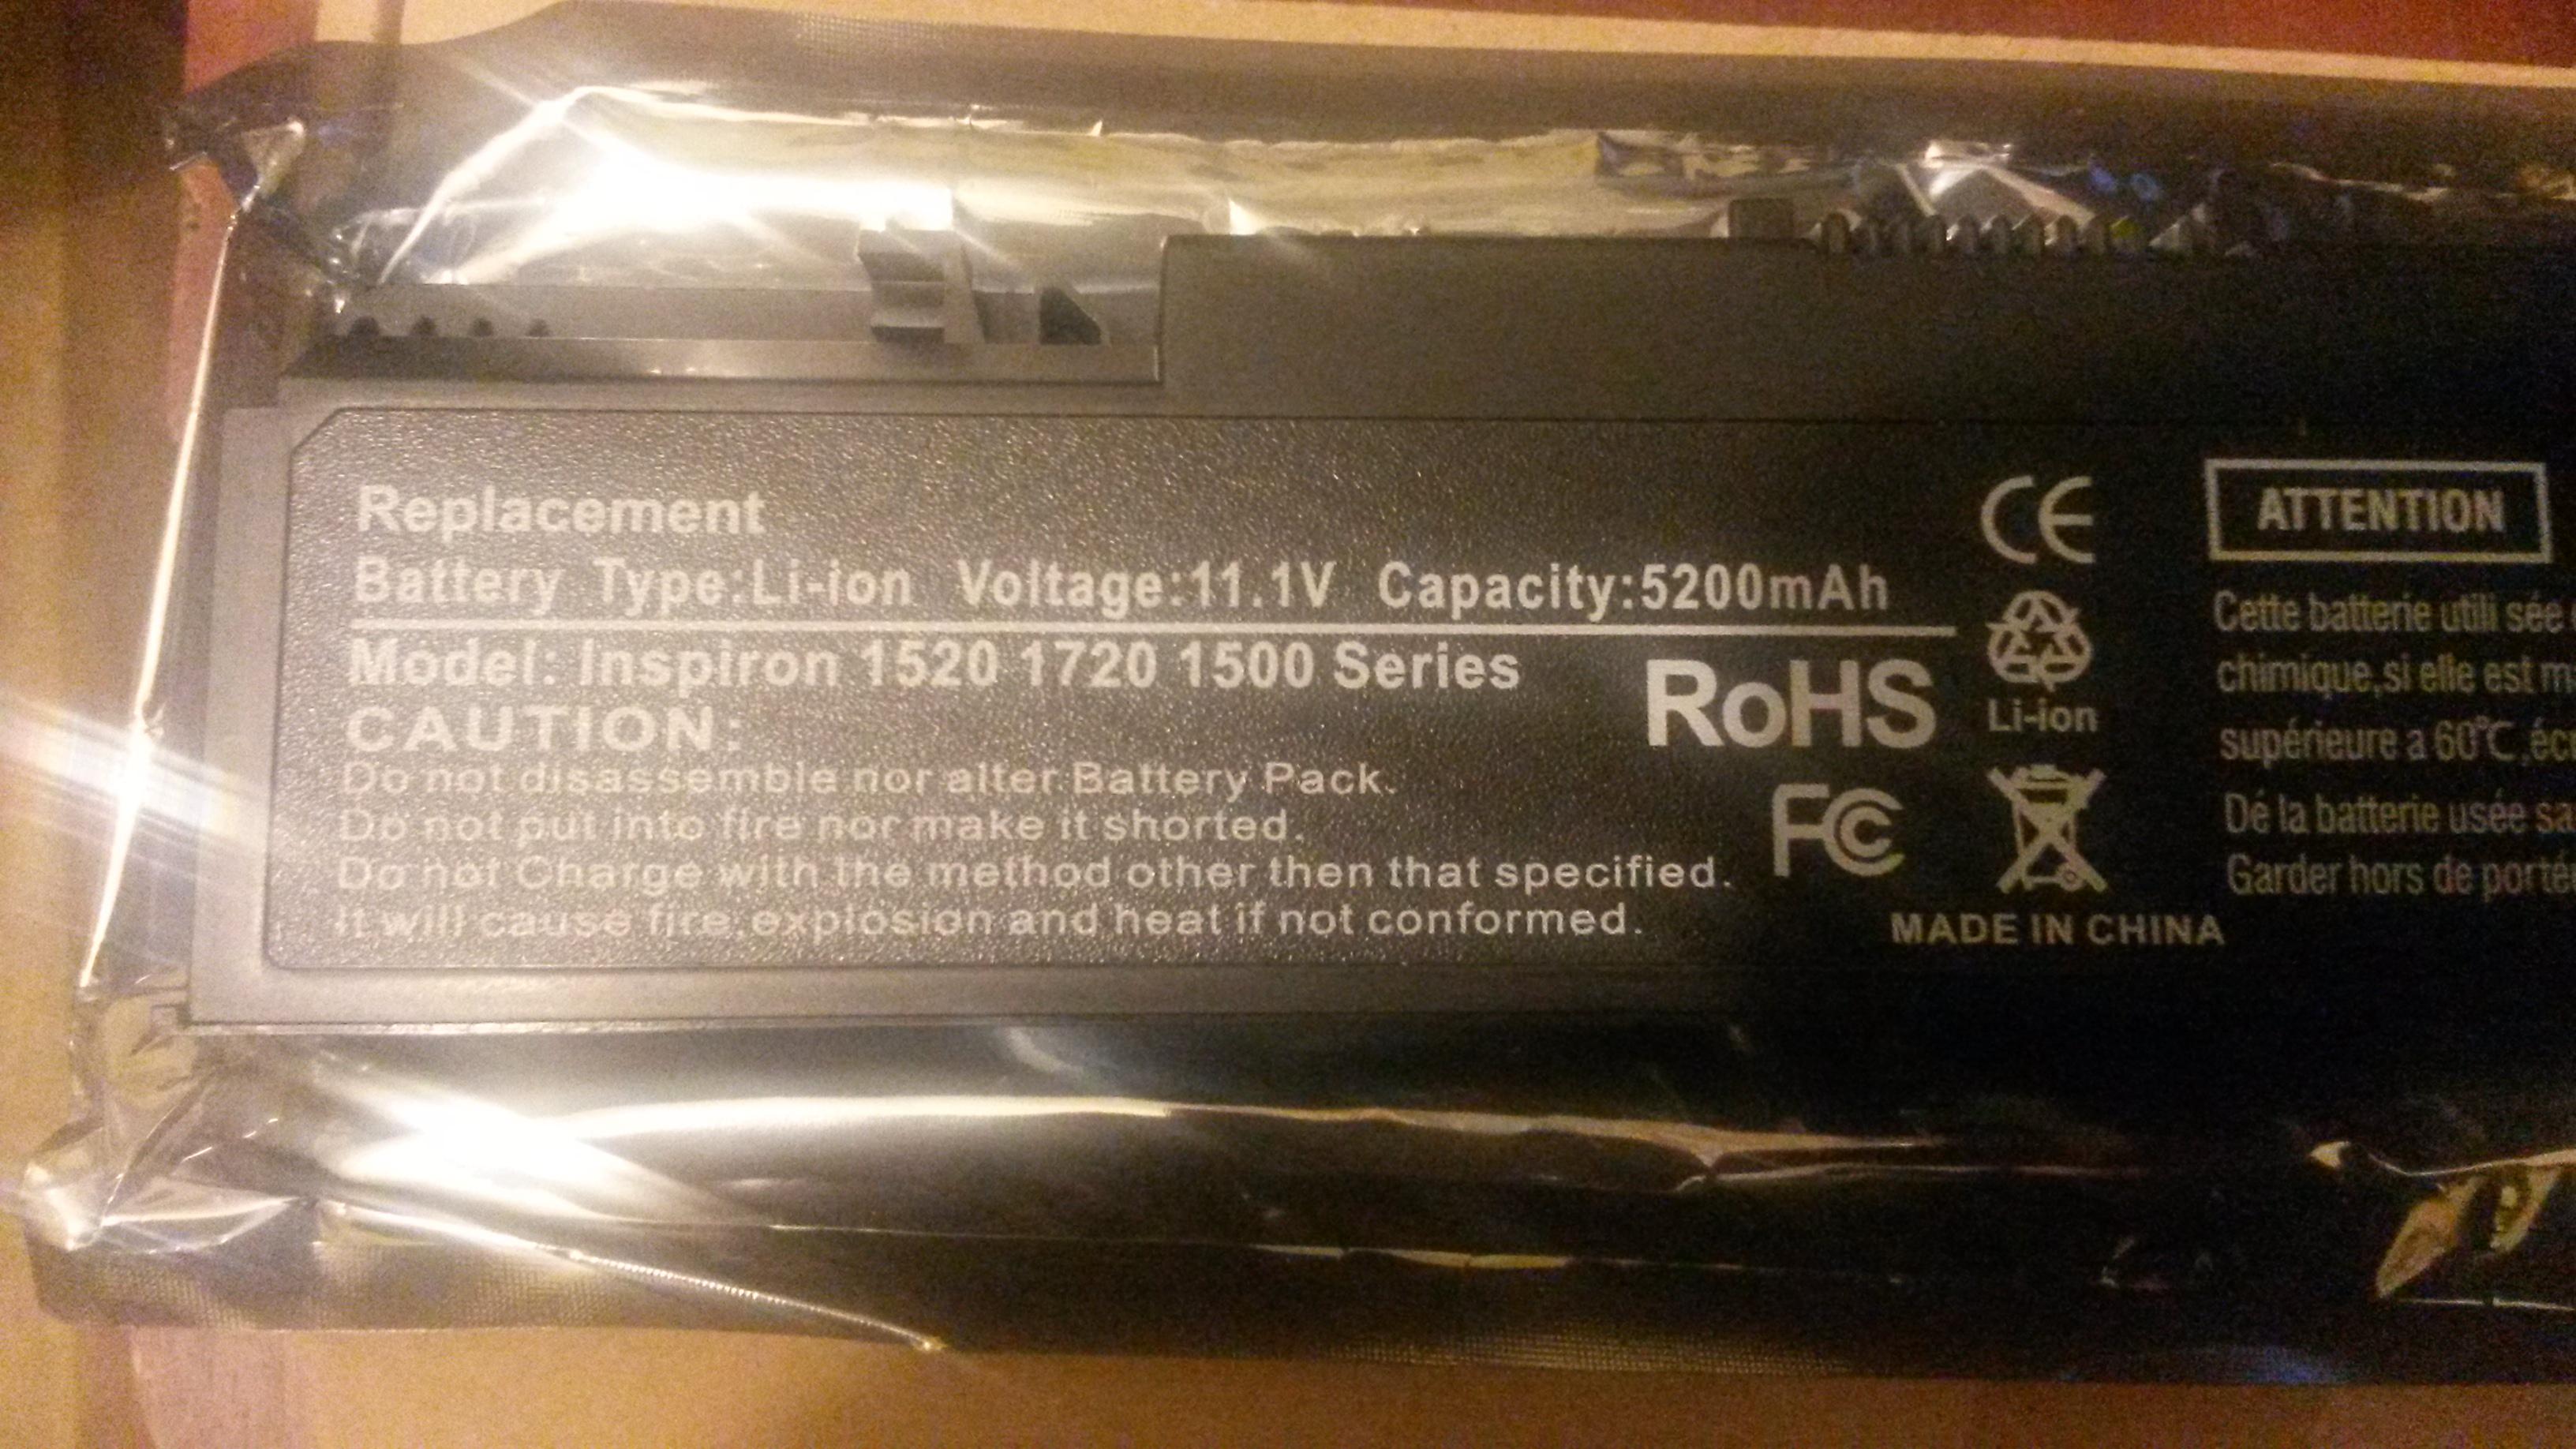 Replacement
Battery Type:Li-ion Voltage:11.1V Capacity:5200mAh
Model: Inspiron 1520 1720 1500 Series
CAUTION:
Do not disassemble nor alter Battery Pack.
Do not put into fire nor make it shorted.
Do not Charge with the method other then that specified.
It will cause fire,explosion and heat if not conformed.
RoHS
FC
CE
Li-ion
MADE IN CHINA
ATTENTION
Cette batterie utili sée
chimique,si elle est
supérieure a 60℃,
Dé la batterie usée
Garder hors de